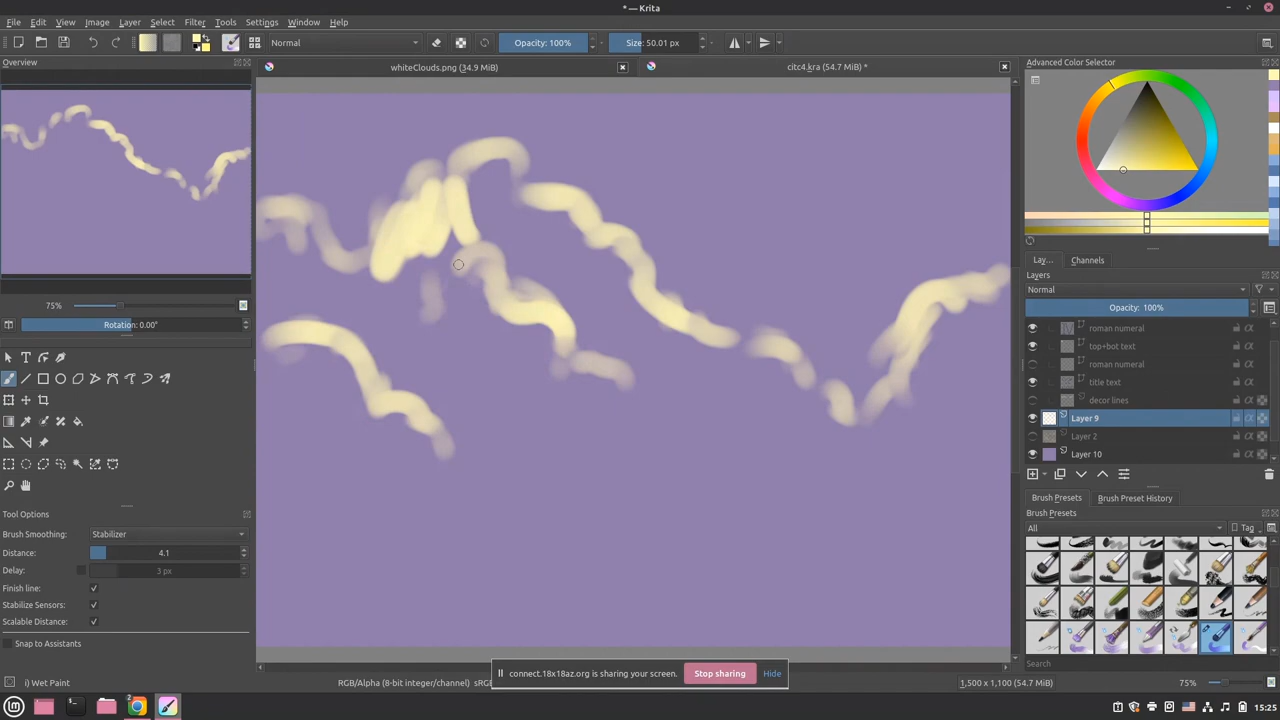 * — Krita
File Edit View Image Layer Select Filter Tools Settings Window Help
Normal
Opacity: 100%
Size: 50.01 px
Overview
whiteClouds.png (34.9 MiB)
citc4.kra (54.7 MiB) *
Advanced Color Selector
75%
Rotation: 0.00°
Lay... Channels
Layers
Normal
Opacity: 100%
roman numeral
top+bot text
roman numeral
title text
decor lines
Layer 9
Layer 2
Layer 10
Tool Options
Brush Smoothing: Stabilizer
Distance: 4.1
Delay: 3 px
Finish line:
Stabilize Sensors:
Scalable Distance:
Snap to Assistants
Brush Presets Brush Preset History
Brush Presets
All
Tag
Search
connect.18x18az.org is sharing your screen. Stop sharing Hide
i) Wet Paint
RGB/Alpha (8-bit integer/channel) sRG
1,500 x 1,100 (54.7 MiB)
75%
2
15:25